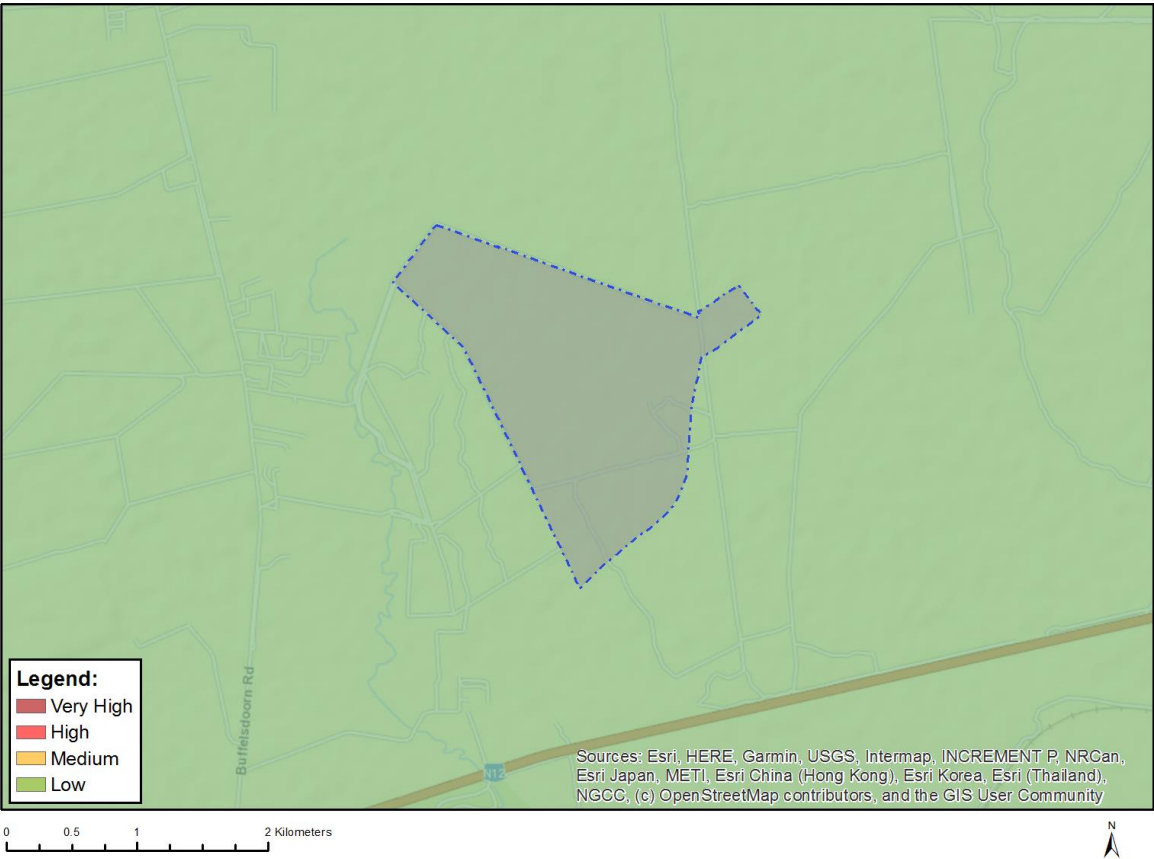 Buffelsdoorn Rd
N12
Legend:
Very High
High
Medium
Low
Sources: Esri, HERE, Garmin, USGS, Intermap, INCREMENT P, NRCan,
Esri Japan, METI, Esri China (Hong Kong), Esri Korea, Esri (Thailand),
NGCC, (c) OpenStreetMap contributors, and the GIS User Community
0 0.5 1 2 Kilometers
N